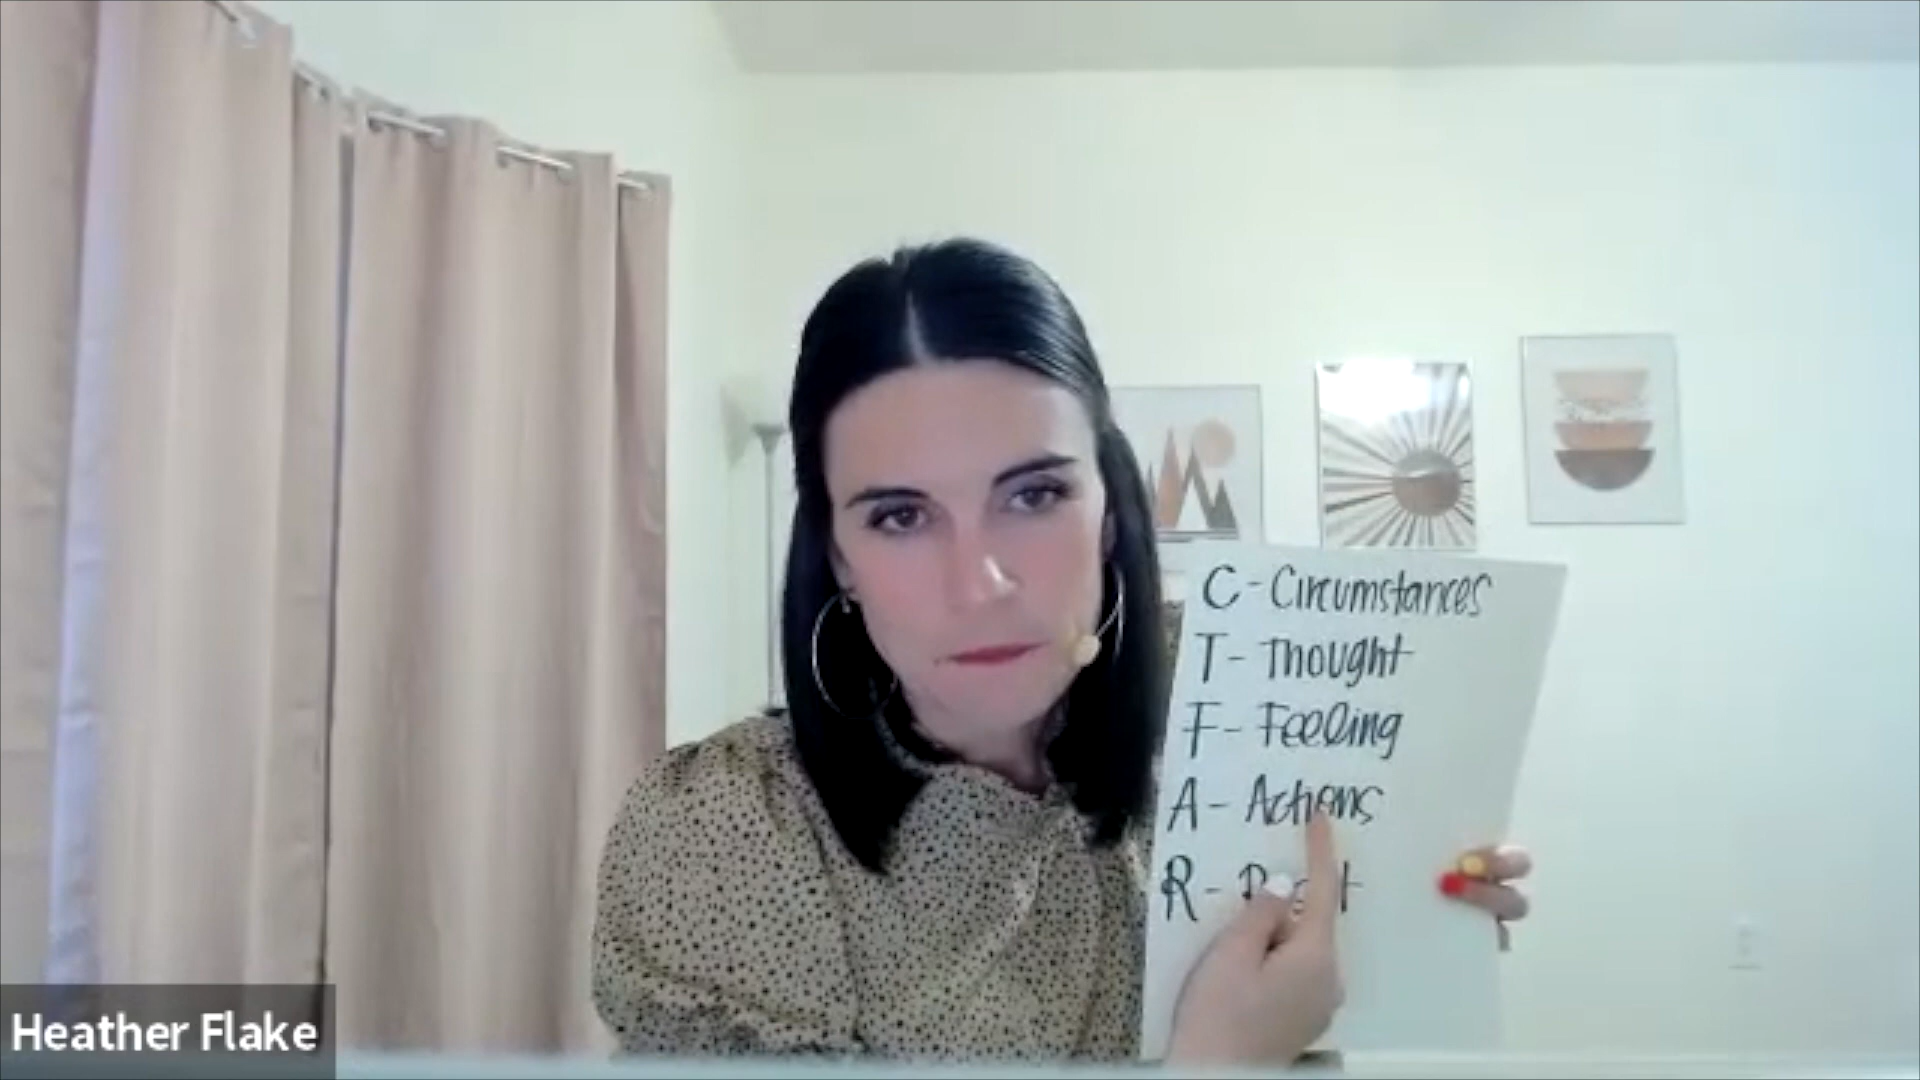 C - Circumstances
T - Thought
F - Feeling
A - Actions
R -
Heather Flake